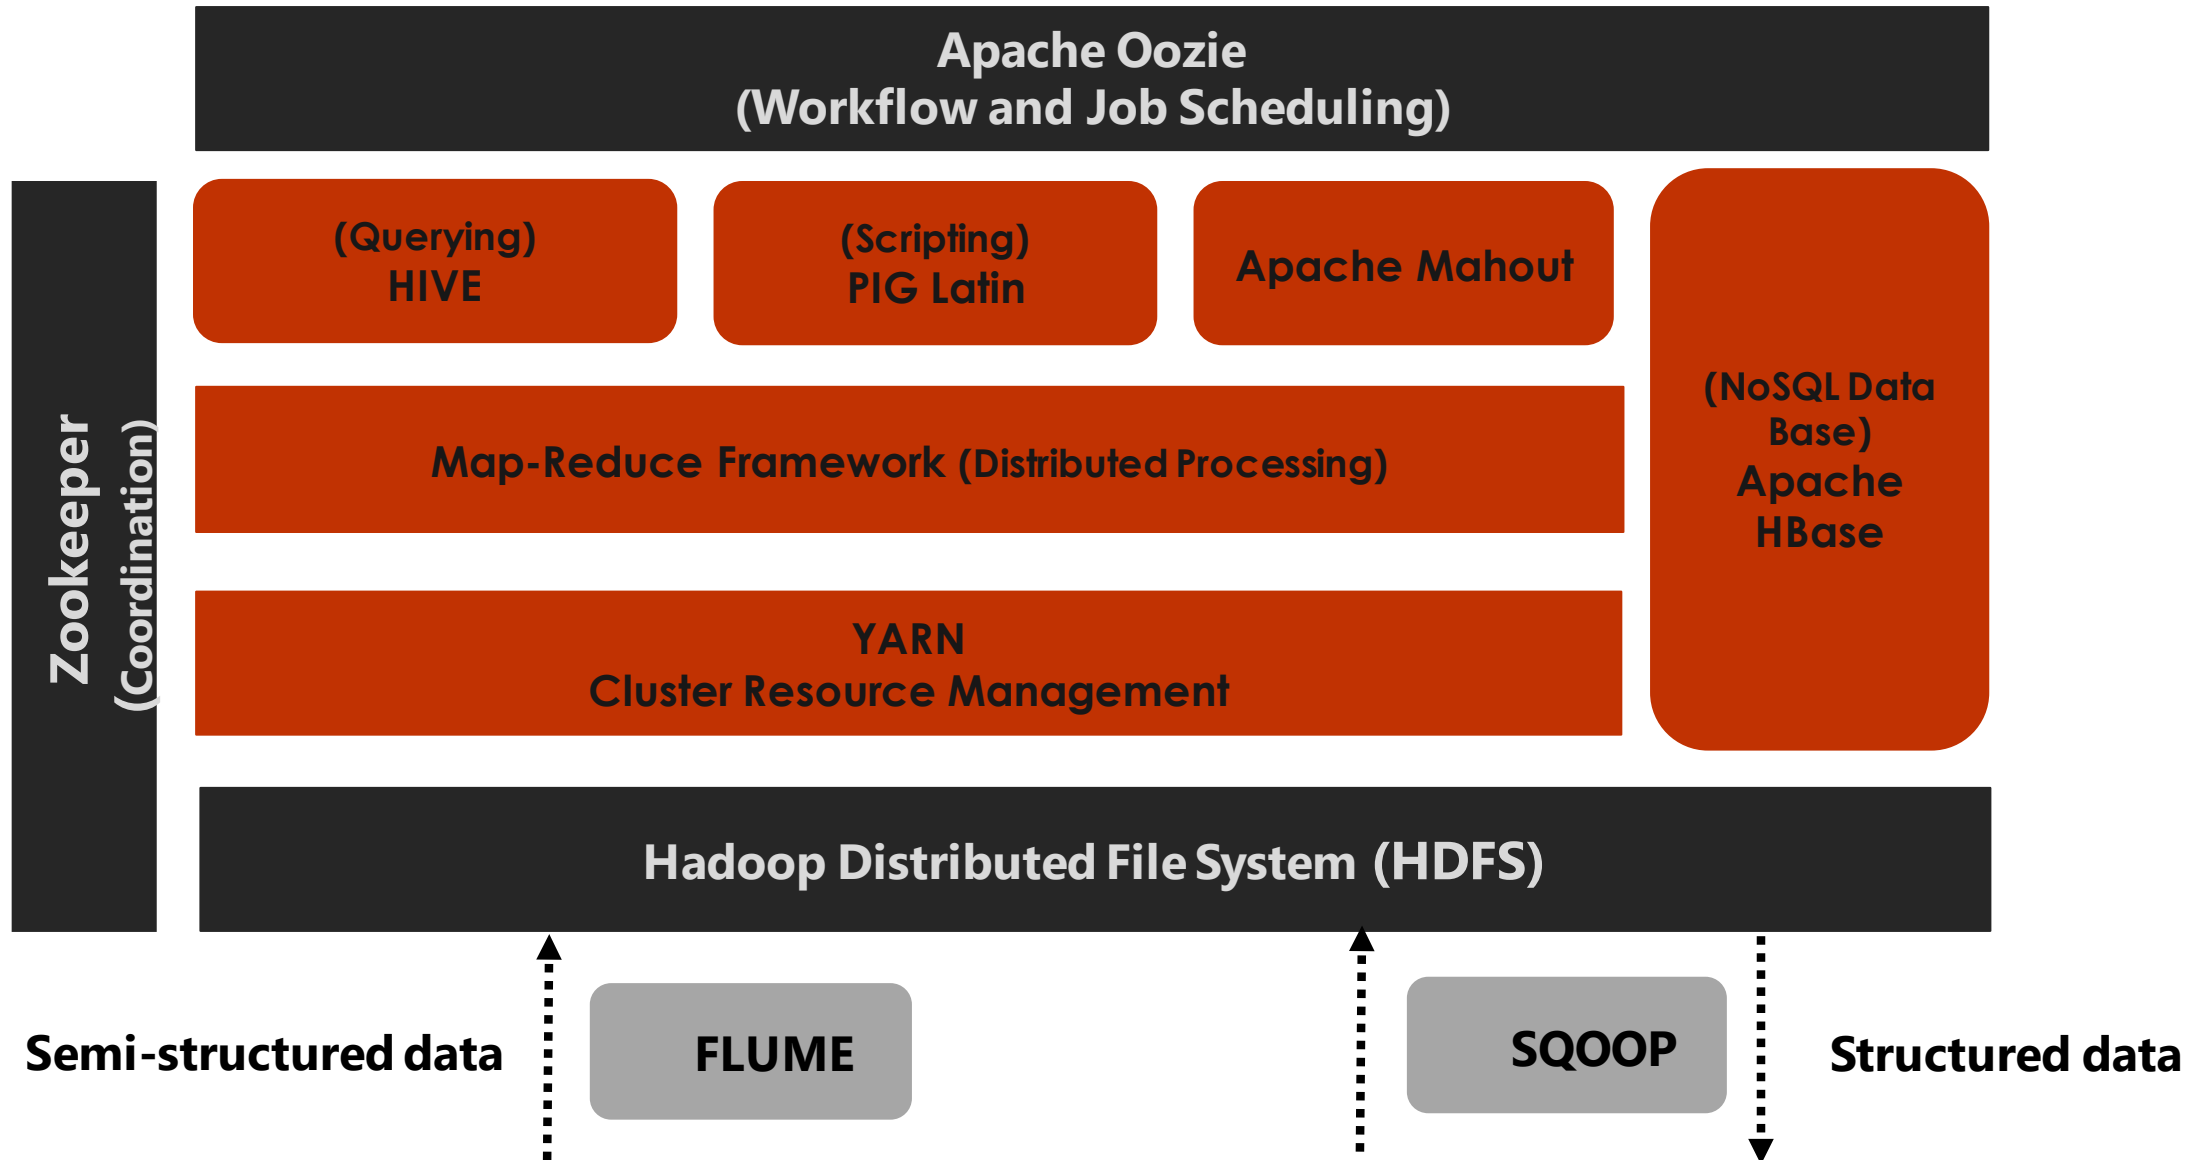 Apache Oozie
(Workflow and Job Scheduling)
Zookeeper
(Coordination)
(Querying)
HIVE
(Scripting)
PIG Latin
Apache Mahout
(NoSQL Data
Base)
Apache
HBase
Map-Reduce Framework (Distributed Processing)
YARN
Cluster Resource Management
Hadoop Distributed File System (HDFS)
Semi-structured data
FLUME
SQOOP
Structured data